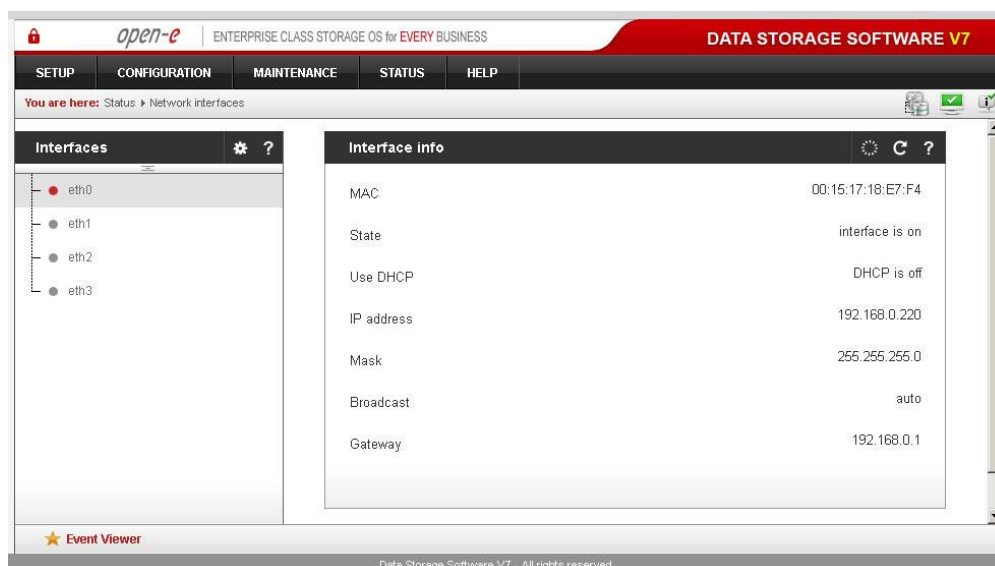 open-e ENTERPRISE CLASS STORAGE OS for EVERY BUSINESS DATA STORAGE SOFTWARE V7
SETUP CONFIGURATION MAINTENANCE STATUS HELP
You are here: Status Network interfaces
Interfaces ?
eth0
eth1
eth2
eth3
Interface info ?
MAC 00:15:17:18:E7:F4
State interface is on
Use DHCP DHCP is off
IP address 192.168.0.220
Mask 255.255.255.0
Broadcast auto
Gateway 192.168.0.1
Event Viewer
Data Storage Software V7 All rights reserved